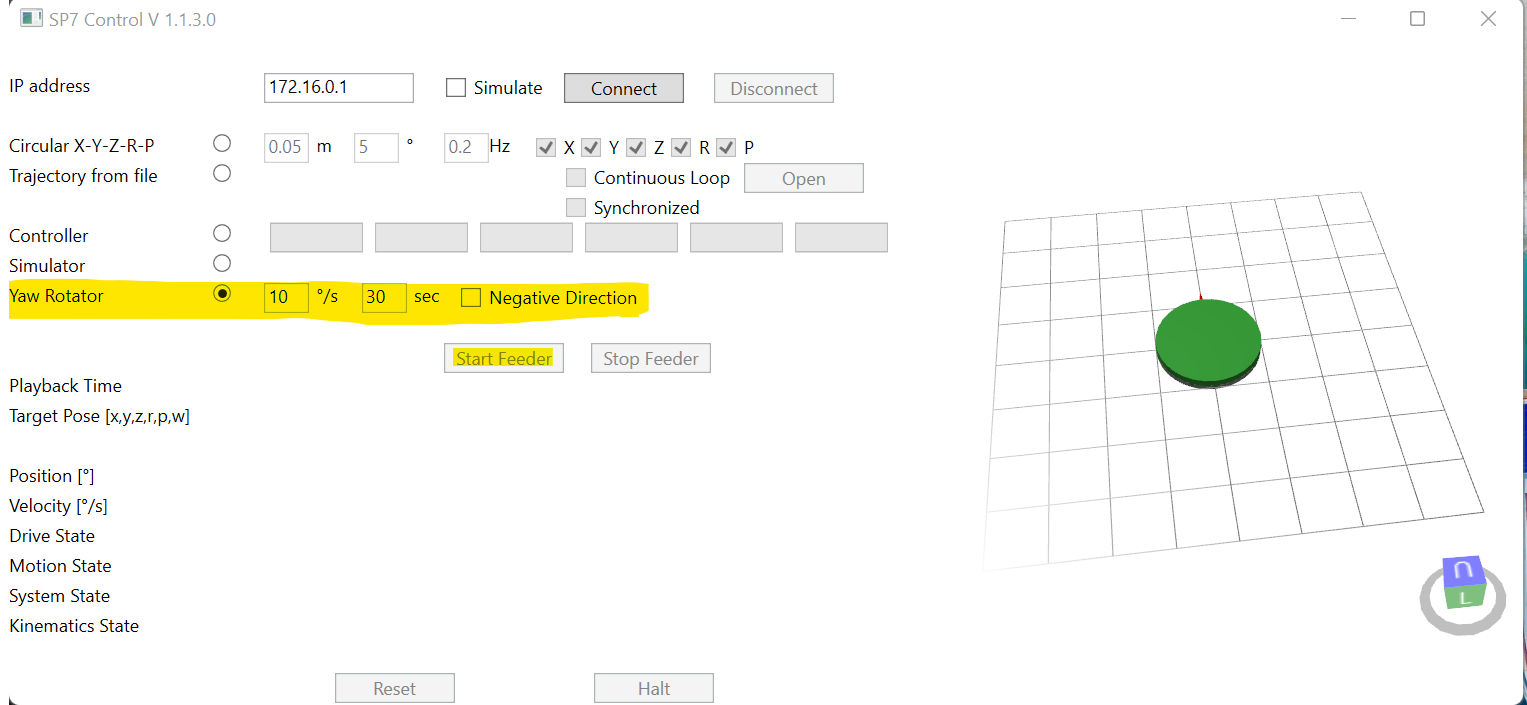 SP7 Control V 1.1.3.0
IP address 172.16.0.1 Simulate Connect Disconnect
Circular X-Y-Z-R-P 0.05 m 5 ° 0.2 Hz X Y Z R P
Trajectory from file Continuous Loop Open
Synchronized
Controller
Simulator
Yaw Rotator 10 °/s 30 sec Negative Direction
Start Feeder Stop Feeder
Playback Time
Target Pose [x,y,z,r,p,w]
Position [°]
Velocity [°/s]
Drive State
Motion State
System State
Kinematics State
U
L
Reset Halt